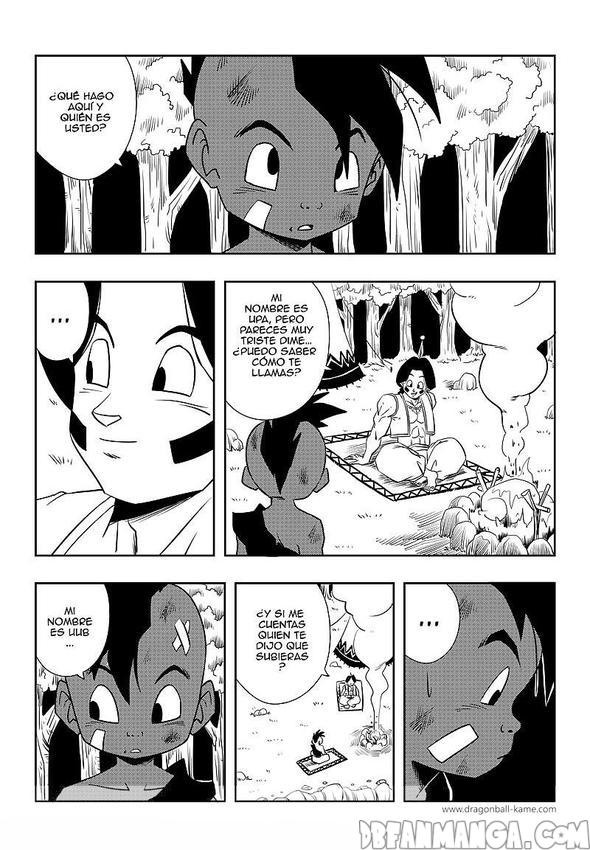 ¿QUÉ HAGO
AQUÍ Y
QUIÉN ES
USTED?
...
MI
NOMBRE ES
UPA, PERO
PARECES MUY
TRISTE DIME...
¿PUEDO SABER
CÓMO TE
LLAMAS?
MI
NOMBRE
ES UUB
...
¿Y SI ME
CUENTAS
QUIEN TE
DIJO QUE
SUBIERAS?
...
www.dragonball-kame.com
DBFANMANGA.COM